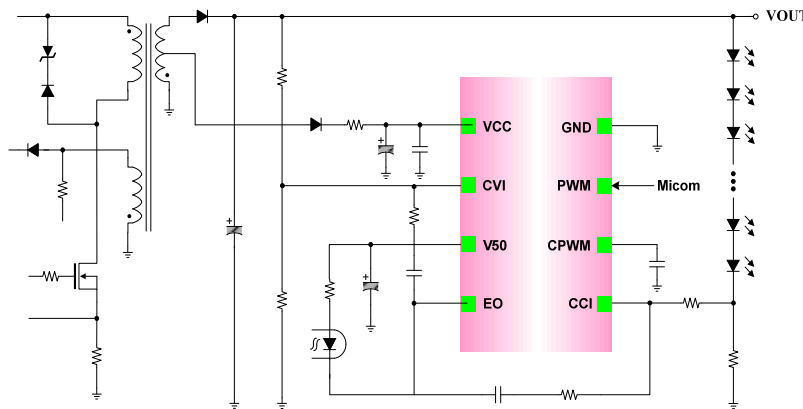 VOUT
VCC
GND
CVI
PWM
Micom
V50
CPWM
EO
CCI
+
+
+